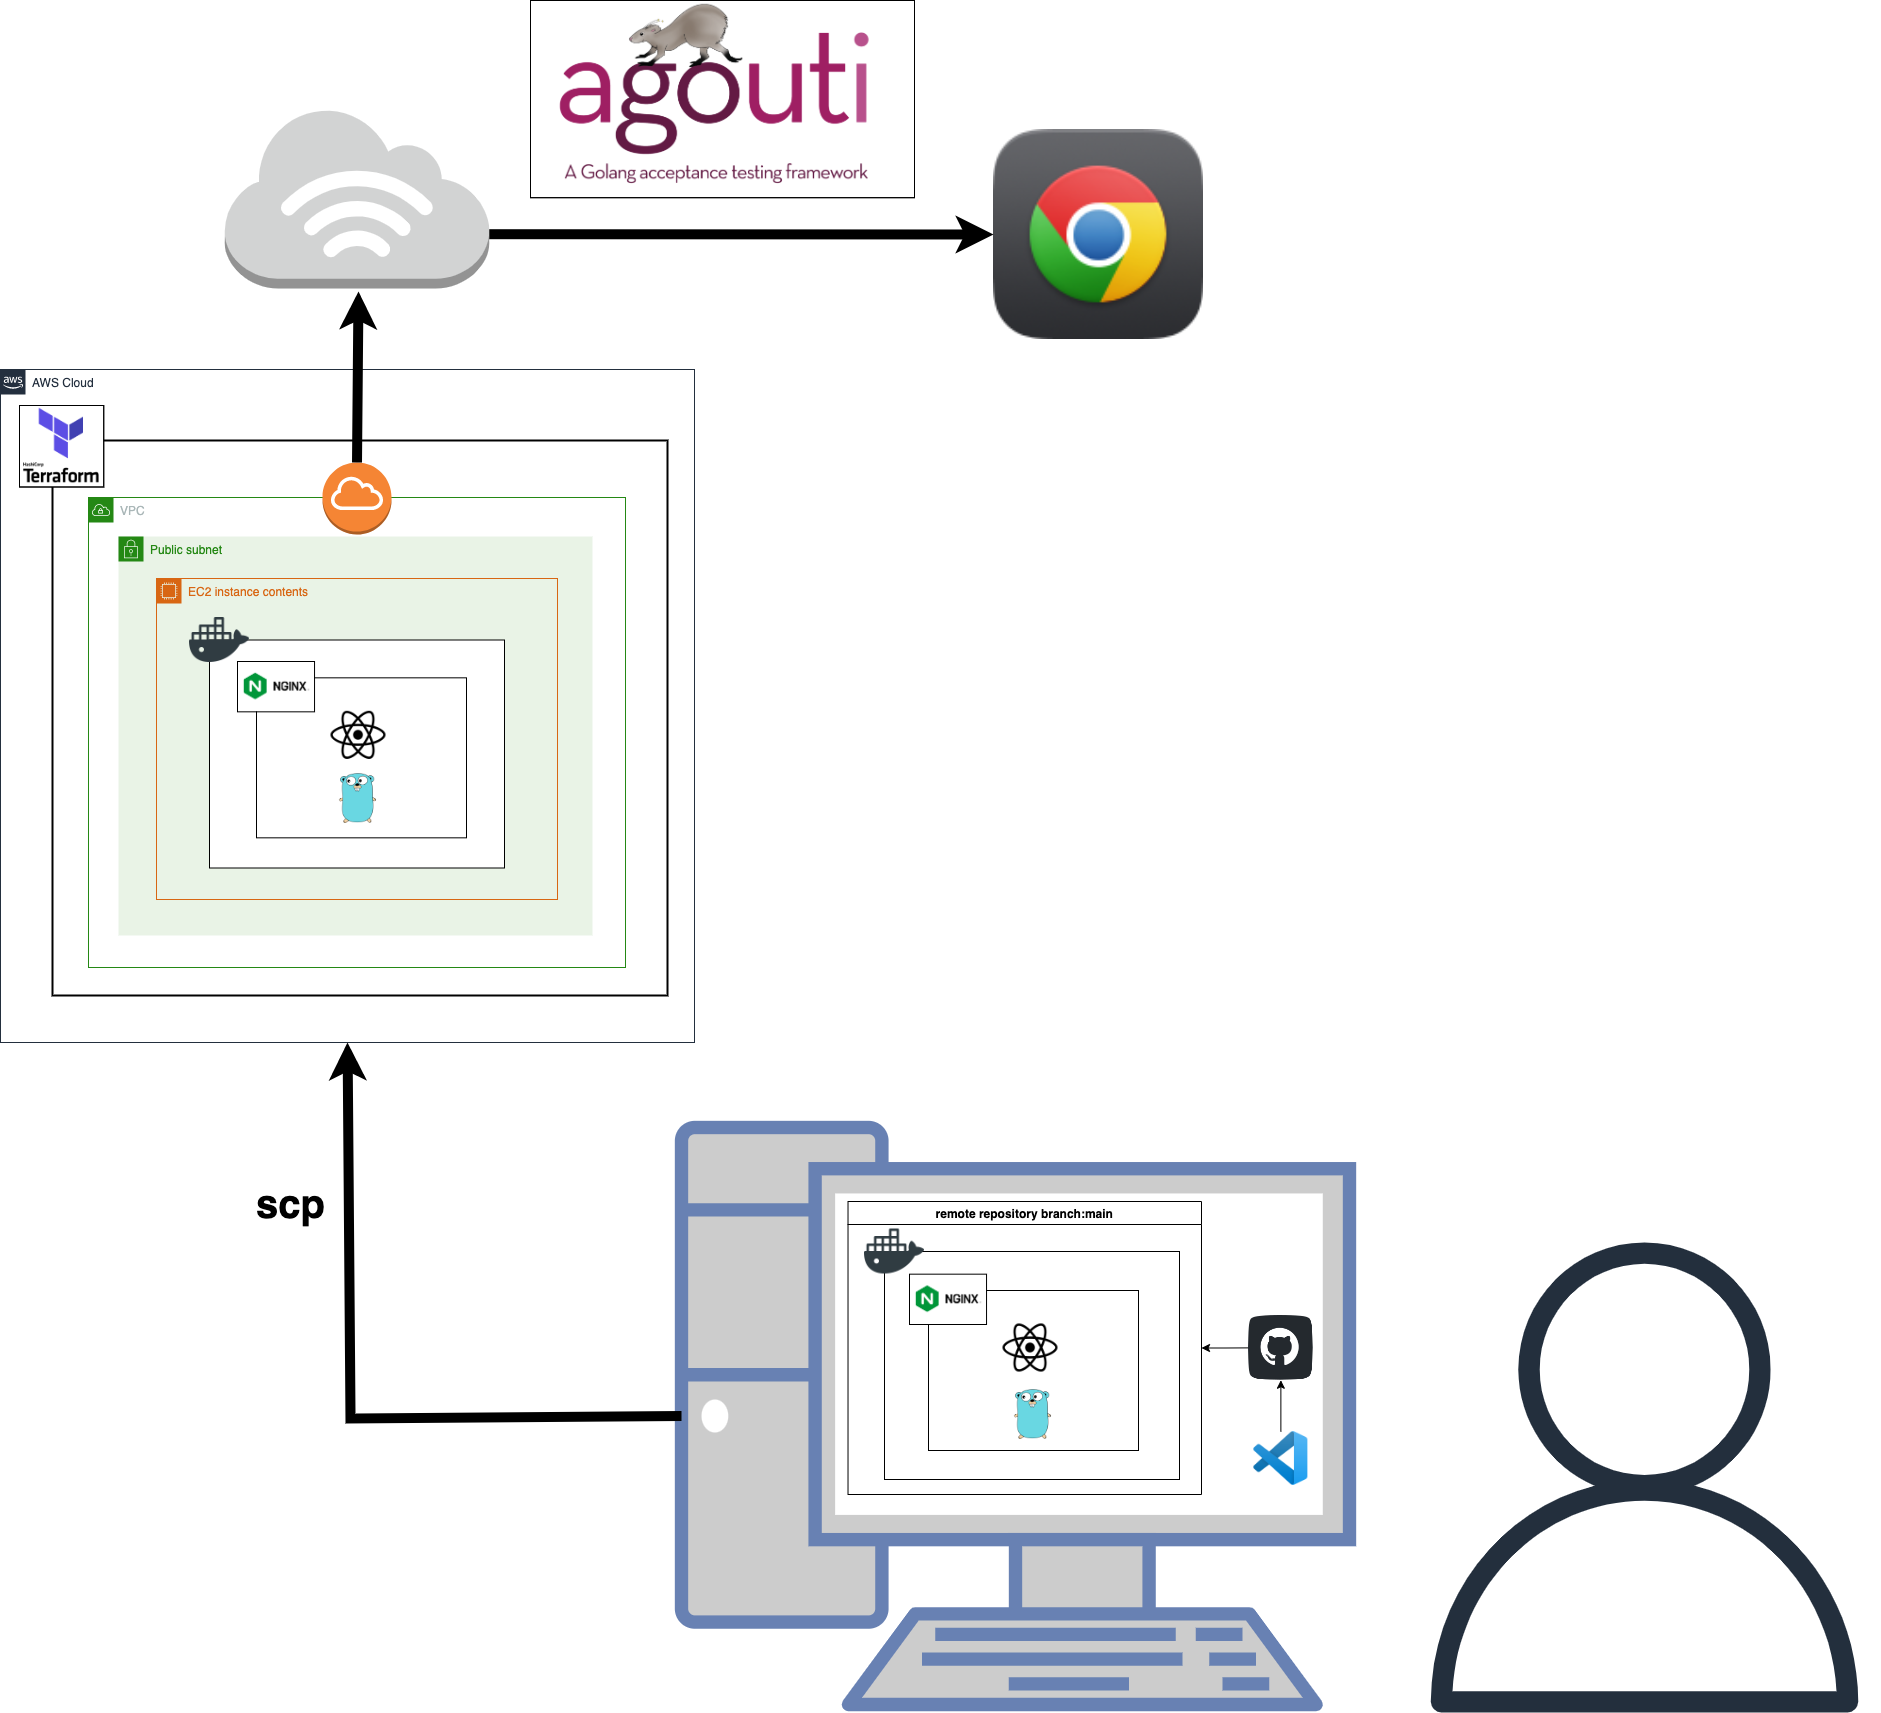 agouti
A Golang acceptance testing framework
aws
AWS Cloud
HashiCorp
Terraform
VPC
Public subnet
EC2 instance contents
N NGINX
scp
remote repository branch:main
N NGINX